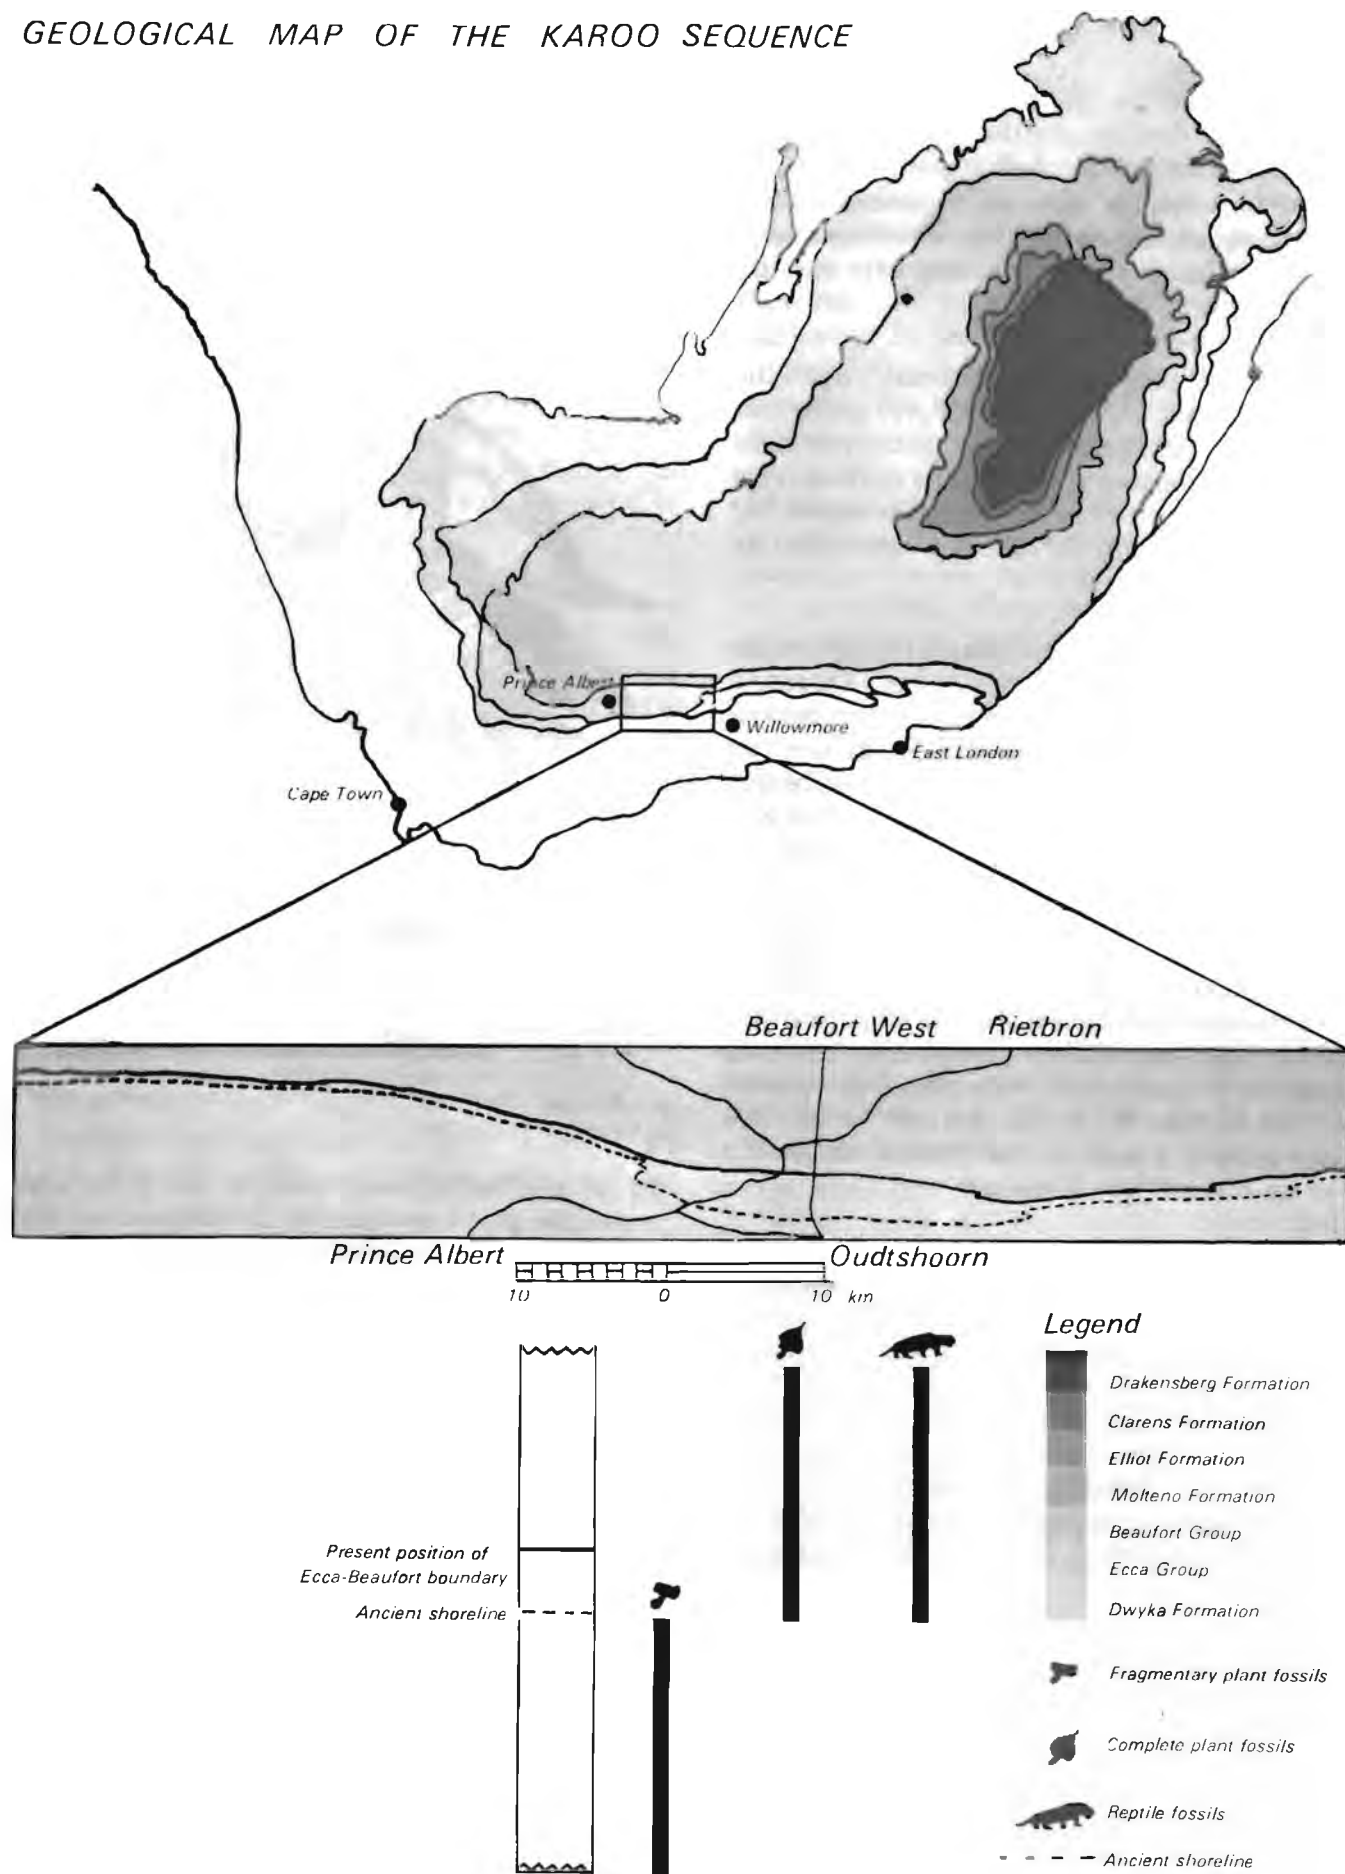 GEOLOGICAL MAP OF THE KAROO SEQUENCE
Prince Albert
Willowmore
East London
Cape Town
Beaufort West Rietbron
Prince Albert Oudtshoorn
10 0 10 km
Legend
Drakensberg Formation
Clarens Formation
Elliot Formation
Molteno Formation
Beaufort Group
Ecca Group
Dwyka Formation
Present position of
Ecca-Beaufort boundary
Ancient shoreline
Fragmentary plant fossils
Complete plant fossils
Reptile fossils
Ancient shoreline